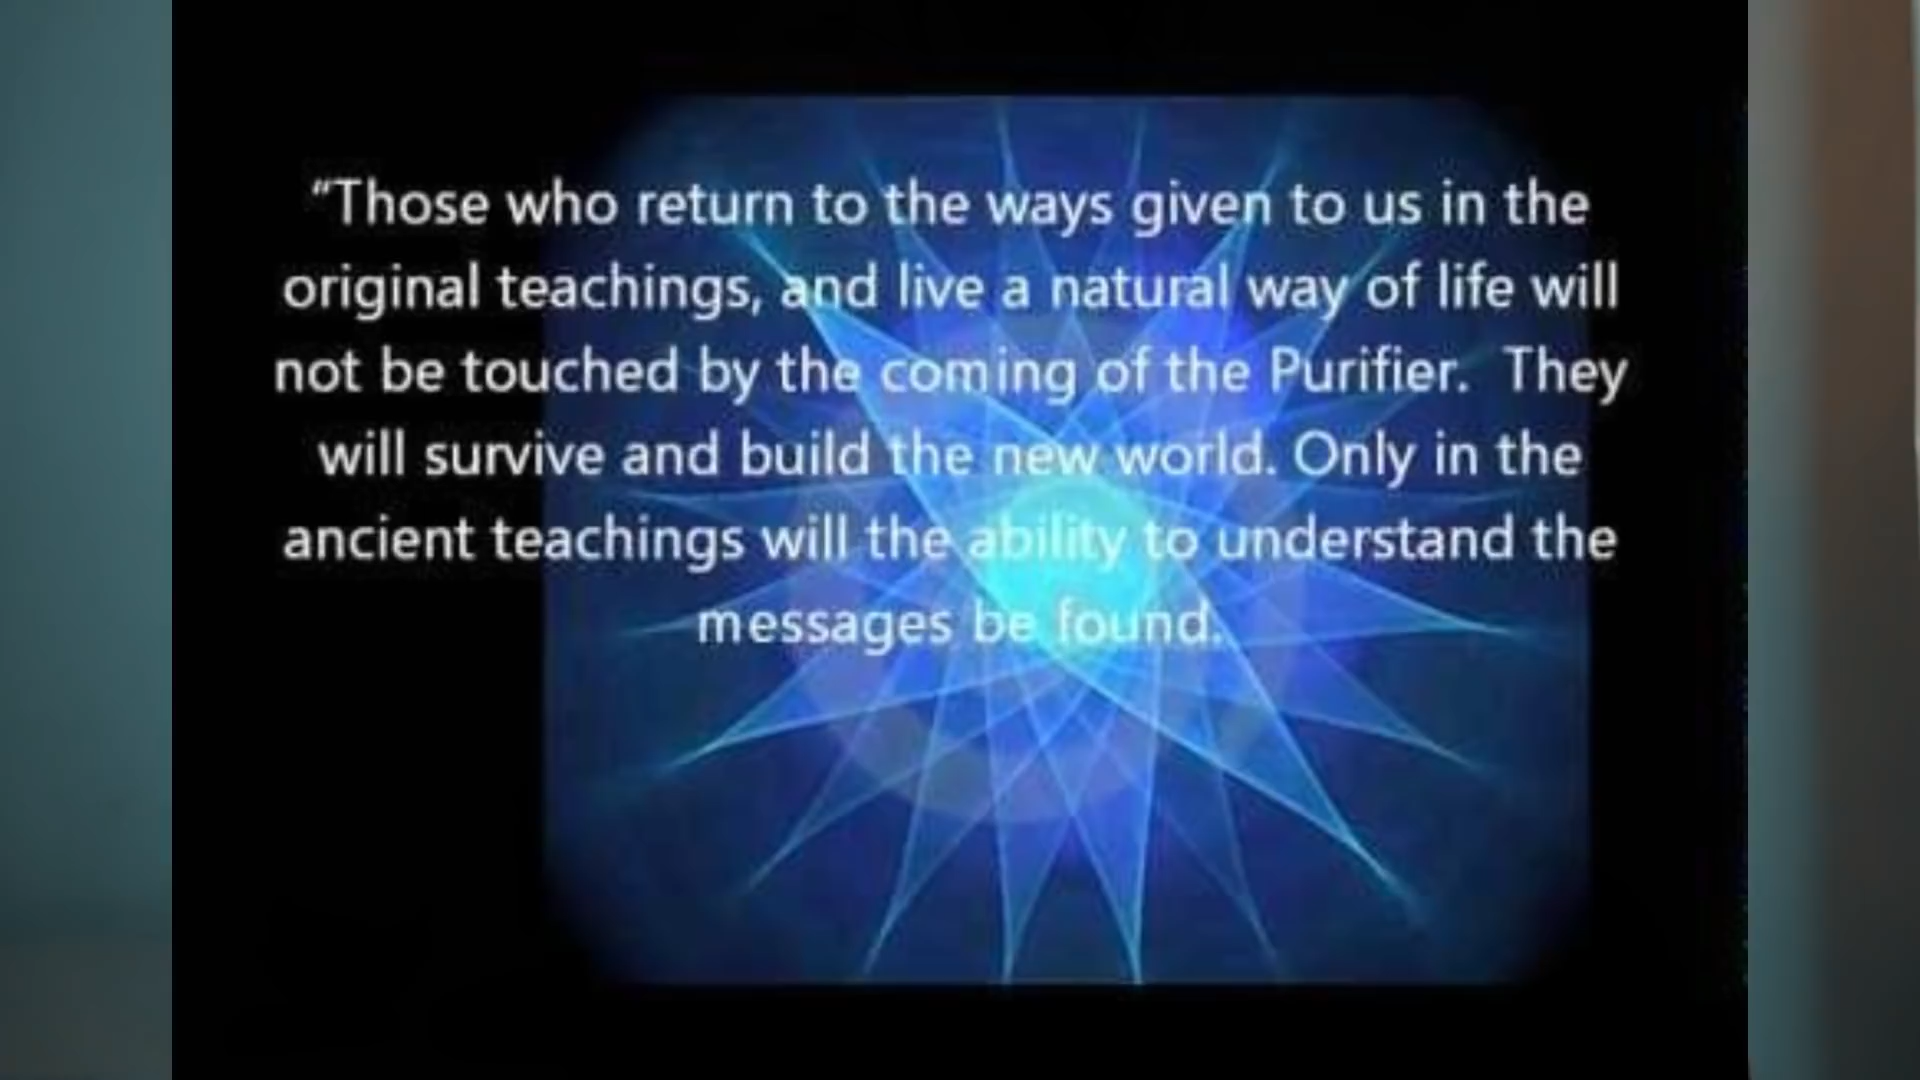 “Those who return to the ways given to us in the
original teachings, and live a natural way of life will
not be touched by the coming of the Purifier.  They
will survive and build the new world. Only in the
ancient teachings will the ability to understand the
messages be found.